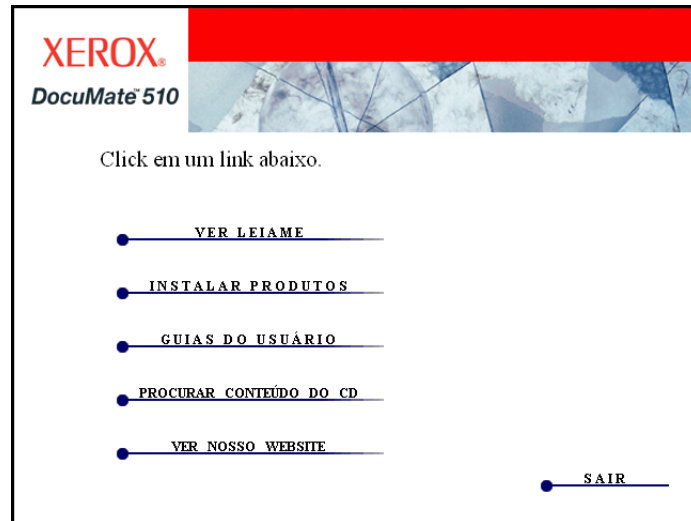 XEROX®
DocuMate™ 510
Click em um link abaixo.
VER LEIAME
INSTALAR PRODUTOS
GUIAS DO USUÁRIO
PROCURAR CONTEÚDO DO CD
VER NOSSO WEBSITE
SAIR